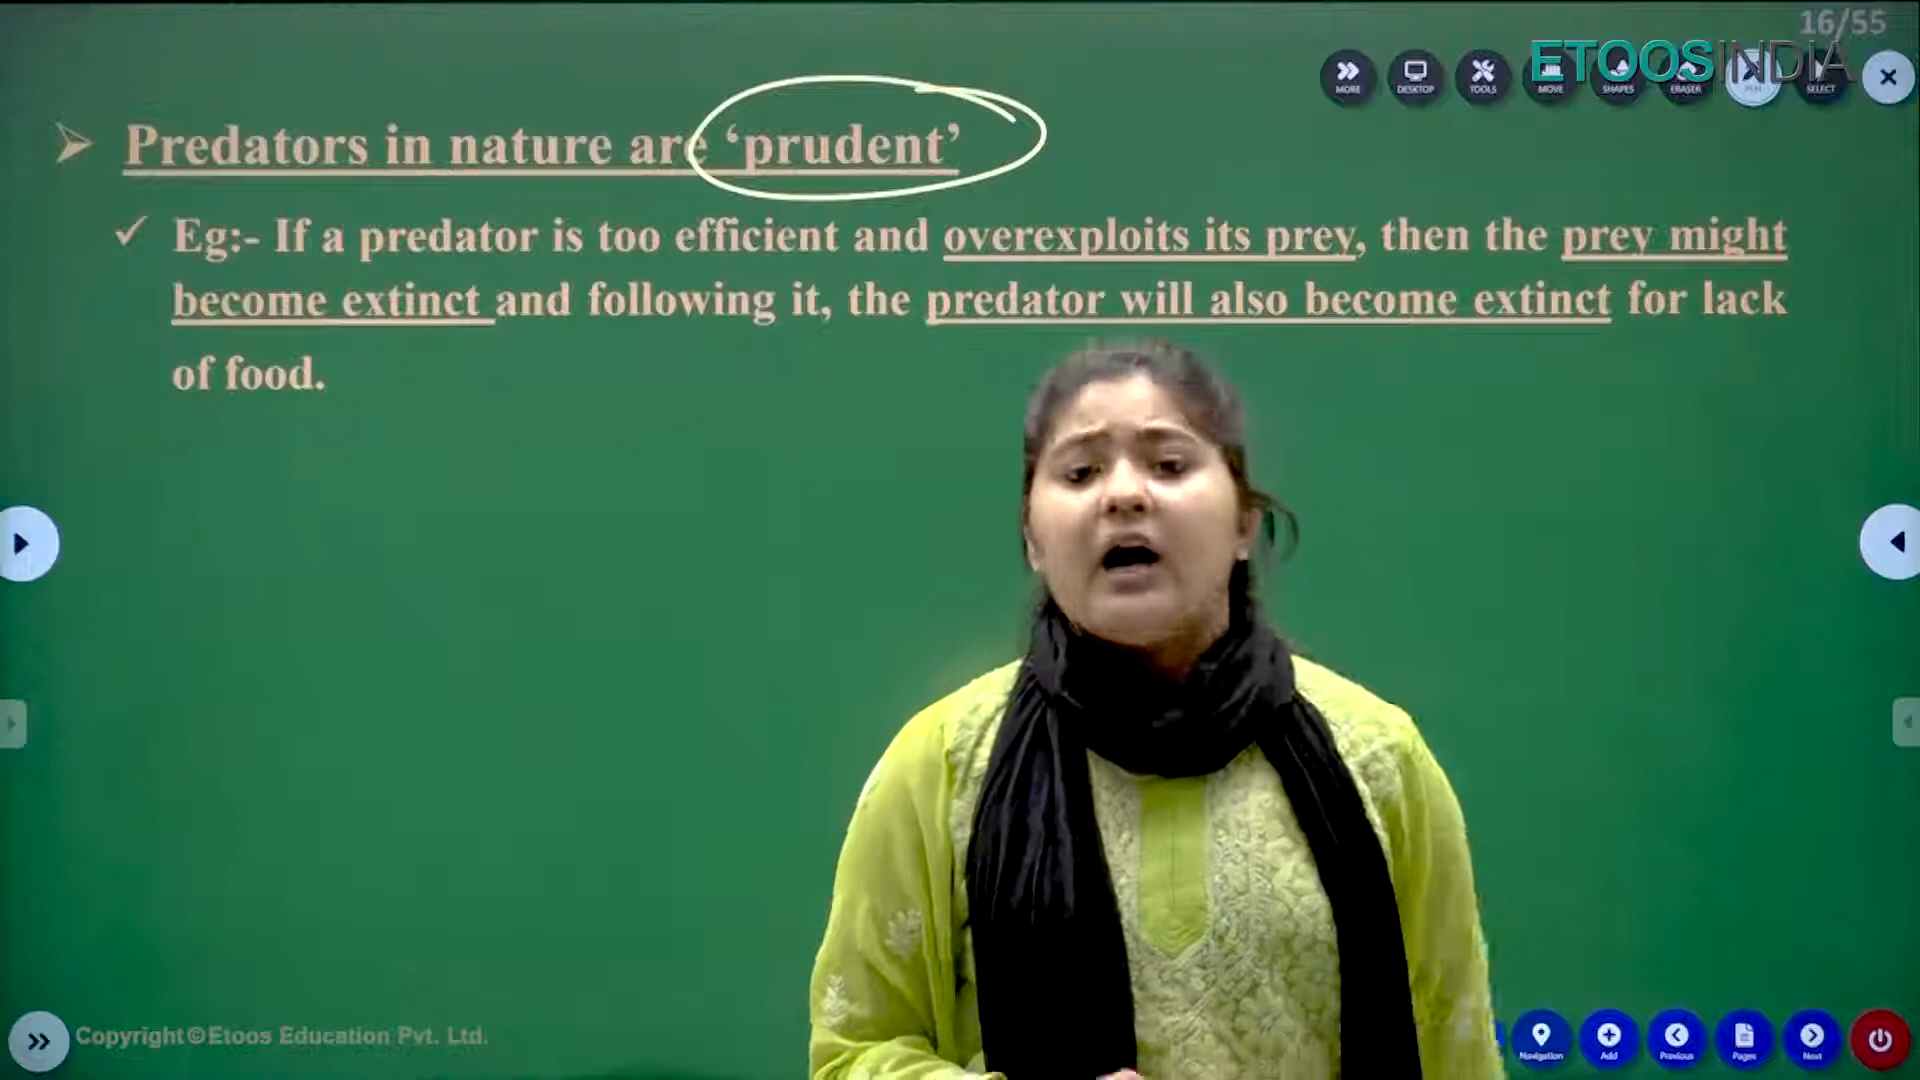 16/55
ETOOSINDIA
MORE DESKTOP TOOLS MOVE SHAPES ERASER PEN SELECT
Predators in nature are ‘prudent’
Eg:- If a predator is too efficient and overexploits its prey, then the prey might
become extinct and following it, the predator will also become extinct for lack
of food.
Copyright©Etoos Education Pvt. Ltd.
Navigation Add Previous Pages Next